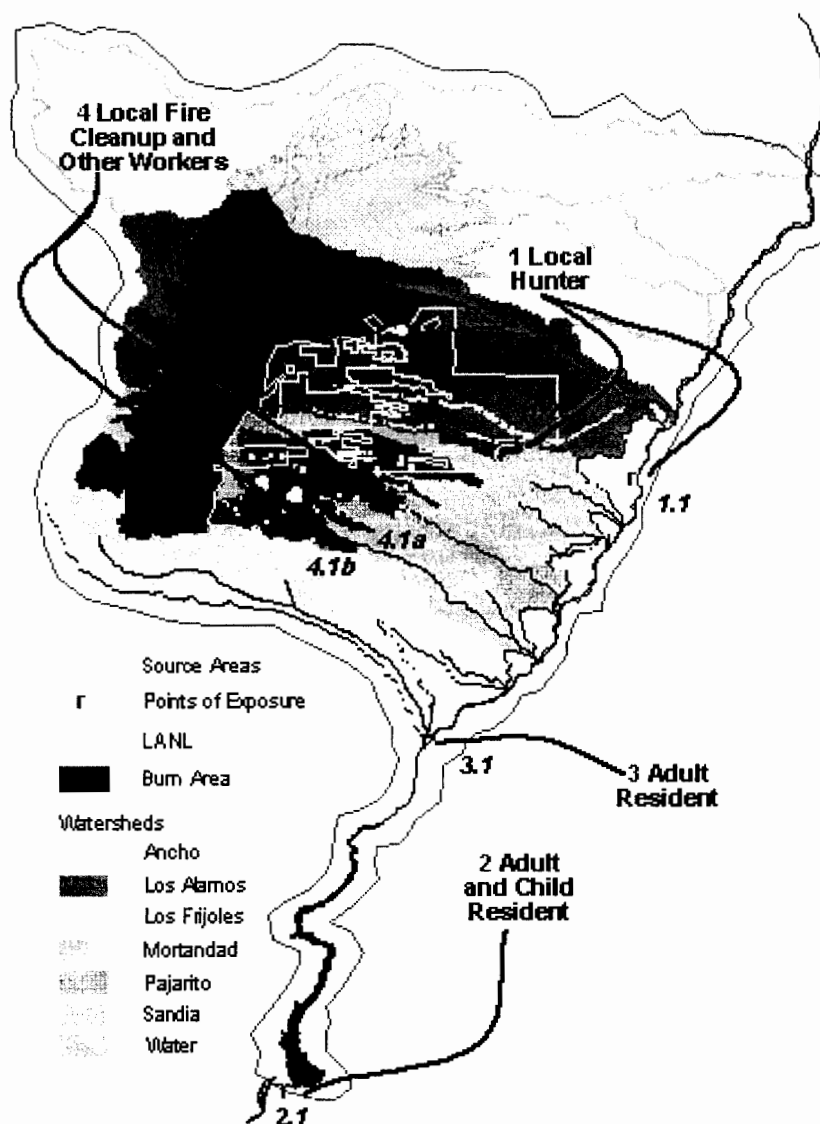 4 Local Fire
Cleanup and
Other Workers
1 Local
Hunter
r
1.1
4.1a
4.1b
Source Areas
r Points of Exposure
LANL
Burn Area
Watersheds
Ancho
Los Alamos
Los Frijoles
Mortandad
Pajarito
Sandia
Water
3.1
3 Adult
Resident
2 Adult
and Child
Resident
r
2.1